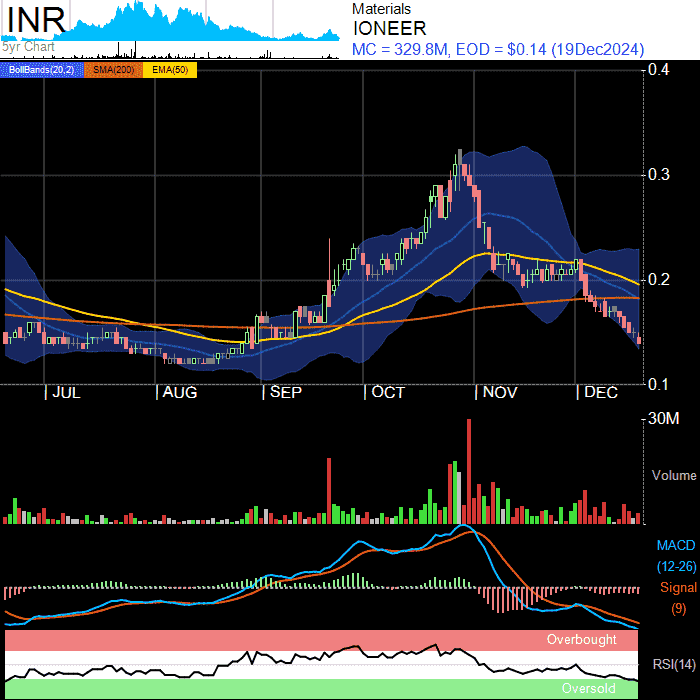 INR
5yr Chart
Materials
IONEER
MC = 329.8M, EOD = $0.14 (19Dec2024)
BollBands(20,2) SMA(200) EMA(50)
0.4
0.3
0.2
0.1
JUL AUG SEP OCT NOV DEC
30M
Volume
MACD
(12-26)
Signal
(9)
Overbought
RSI(14)
Oversold